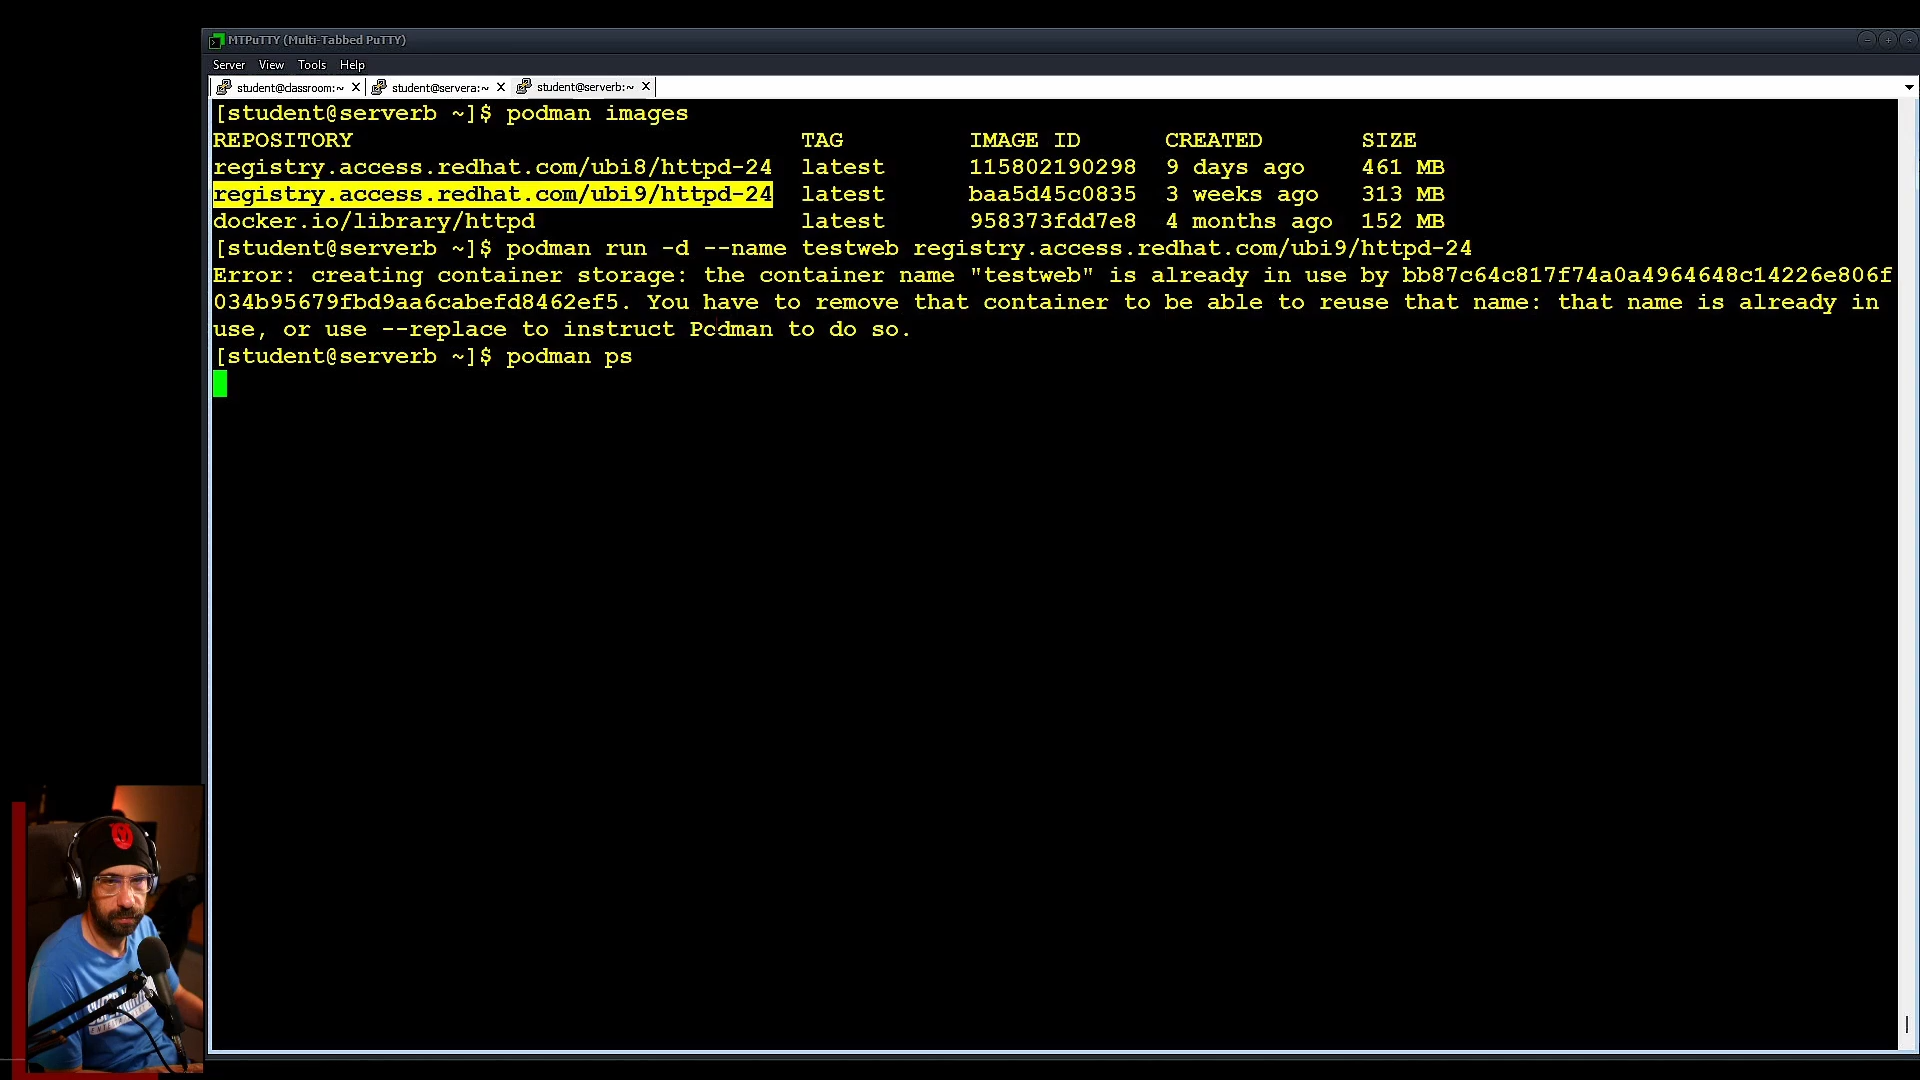 MTPuTTY (Multi-Tabbed PuTTY)
Server View Tools Help
student@classroom:~ student@servera:~ student@serverb:~
[student@serverb ~]$ podman images
REPOSITORY TAG IMAGE ID CREATED SIZE
registry.access.redhat.com/ubi8/httpd-24 latest 115802190298 9 days ago 461 MB
registry.access.redhat.com/ubi9/httpd-24 latest baa5d45c0835 3 weeks ago 313 MB
docker.io/library/httpd latest 958373fdd7e8 4 months ago 152 MB
[student@serverb ~]$ podman run -d --name testweb registry.access.redhat.com/ubi9/httpd-24
Error: creating container storage: the container name "testweb" is already in use by bb87c64c817f74a0a4964648c14226e806f
034b95679fbd9aa6cabefd8462ef5. You have to remove that container to be able to reuse that name: that name is already in
use, or use --replace to instruct Podman to do so.
[student@serverb ~]$ podman ps